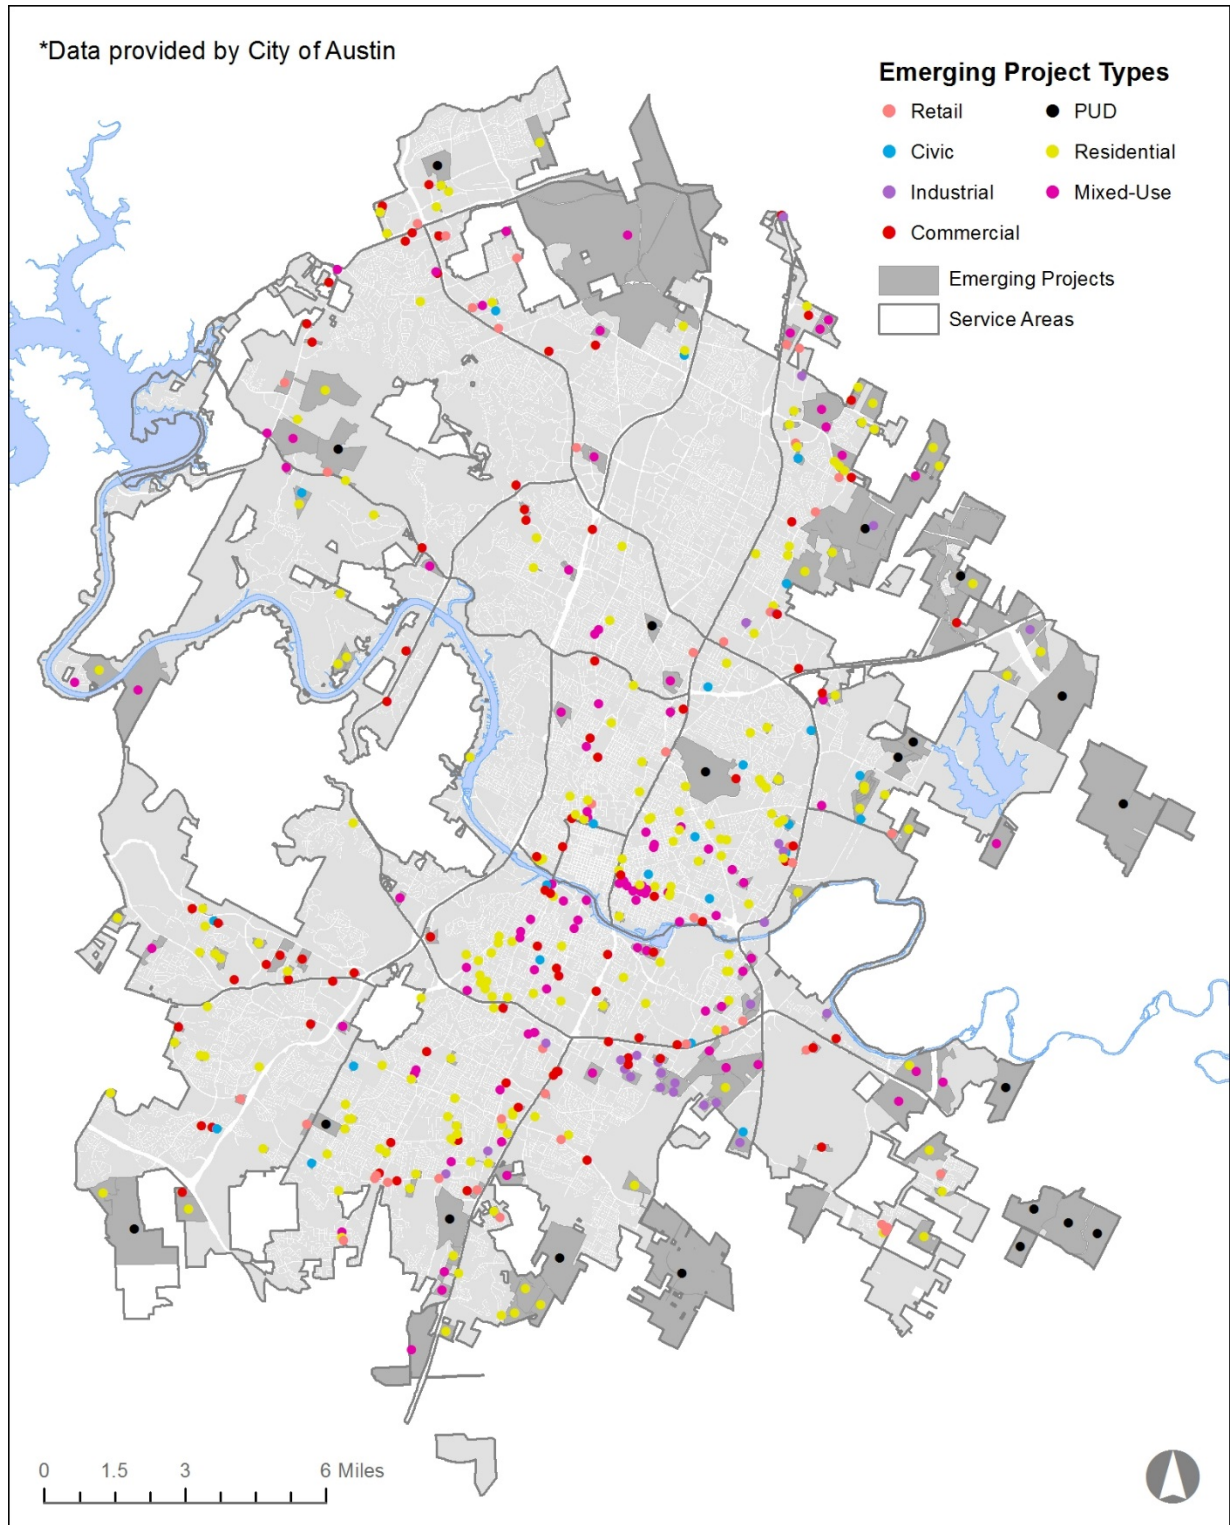 *Data provided by City of Austin
Emerging Project Types
Retail
PUD
Civic
Residential
Industrial
Mixed-Use
Commercial
Emerging Projects
Service Areas
0 1.5 3 6 Miles